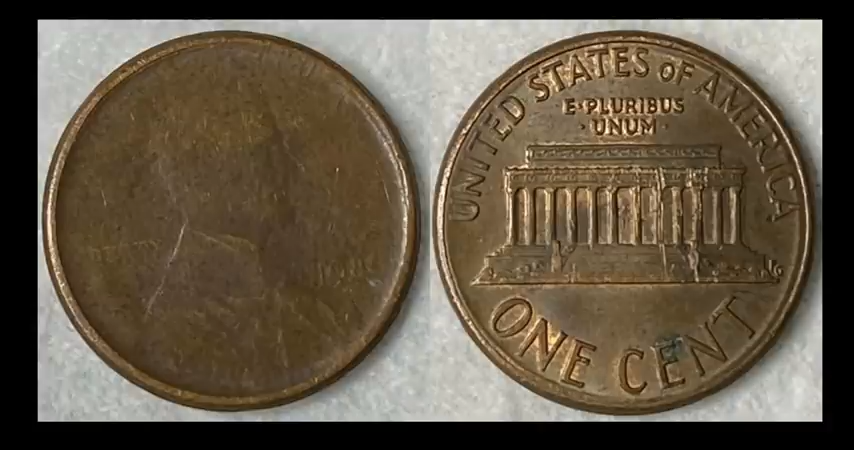 UNITED STATES OF AMERICA
E·PLURIBUS
·UNUM·
ONE CENT